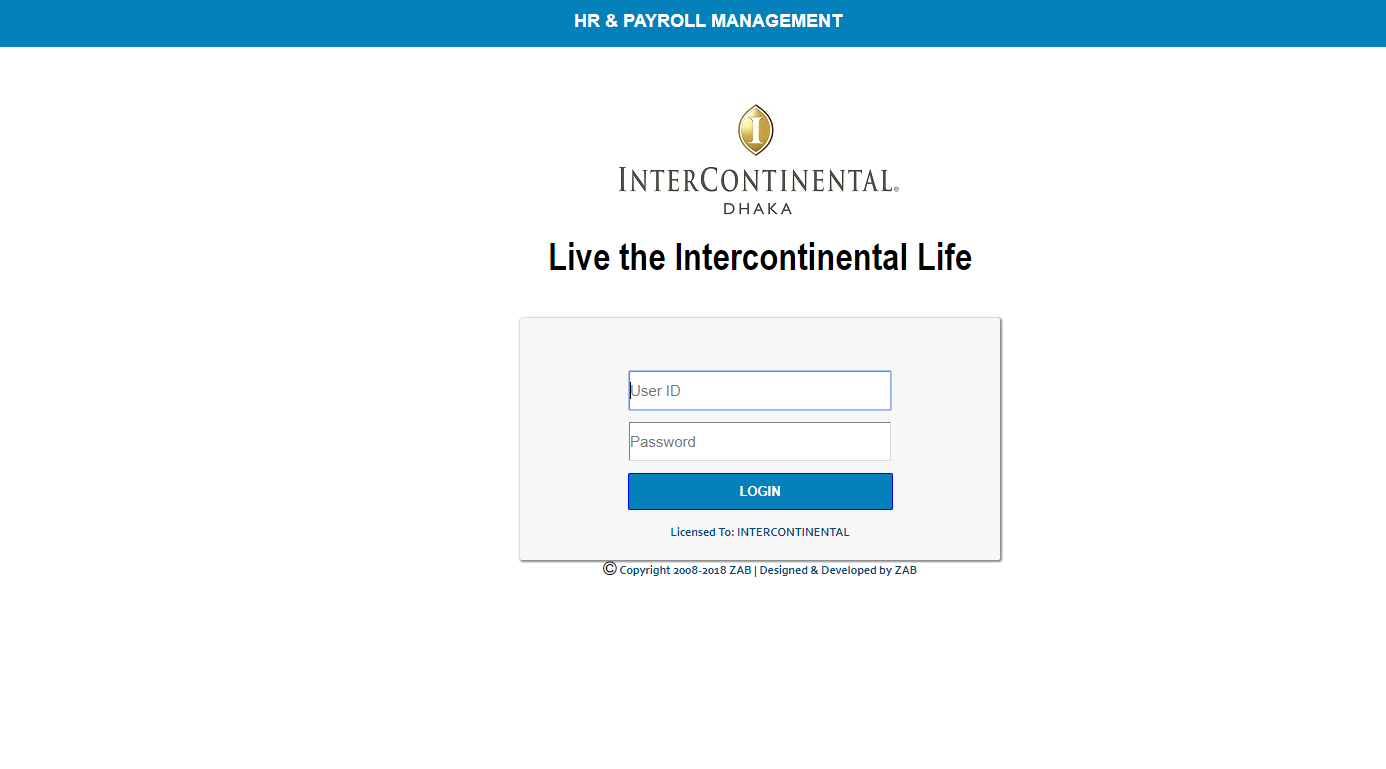 HR & PAYROLL MANAGEMENT
I
INTERCONTINENTAL®
DHAKA
Live the Intercontinental Life
User ID
Password
LOGIN
Licensed To: INTERCONTINENTAL
© Copyright 2008-2018 ZAB | Designed & Developed by ZAB